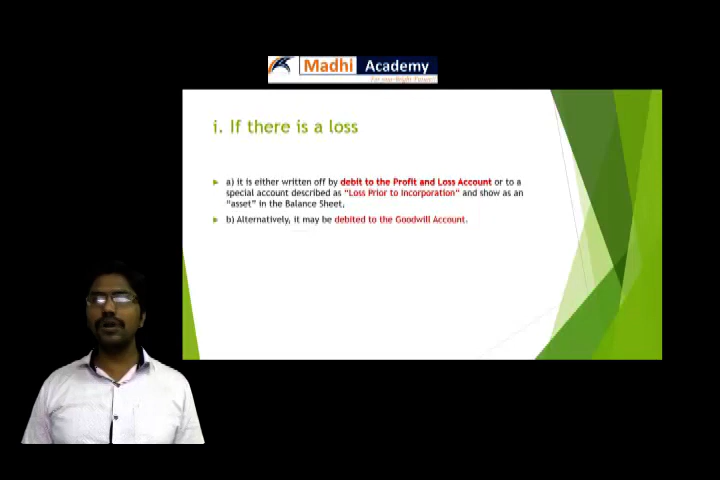 Madhi Academy
i. If there is a loss
a) it is either written off by debit to the Profit and Loss Account or to a
special account described as "Loss Prior to Incorporation" and show as an
"asset" in the Balance Sheet,
b) Alternatively, it may be debited to the Goodwill Account.